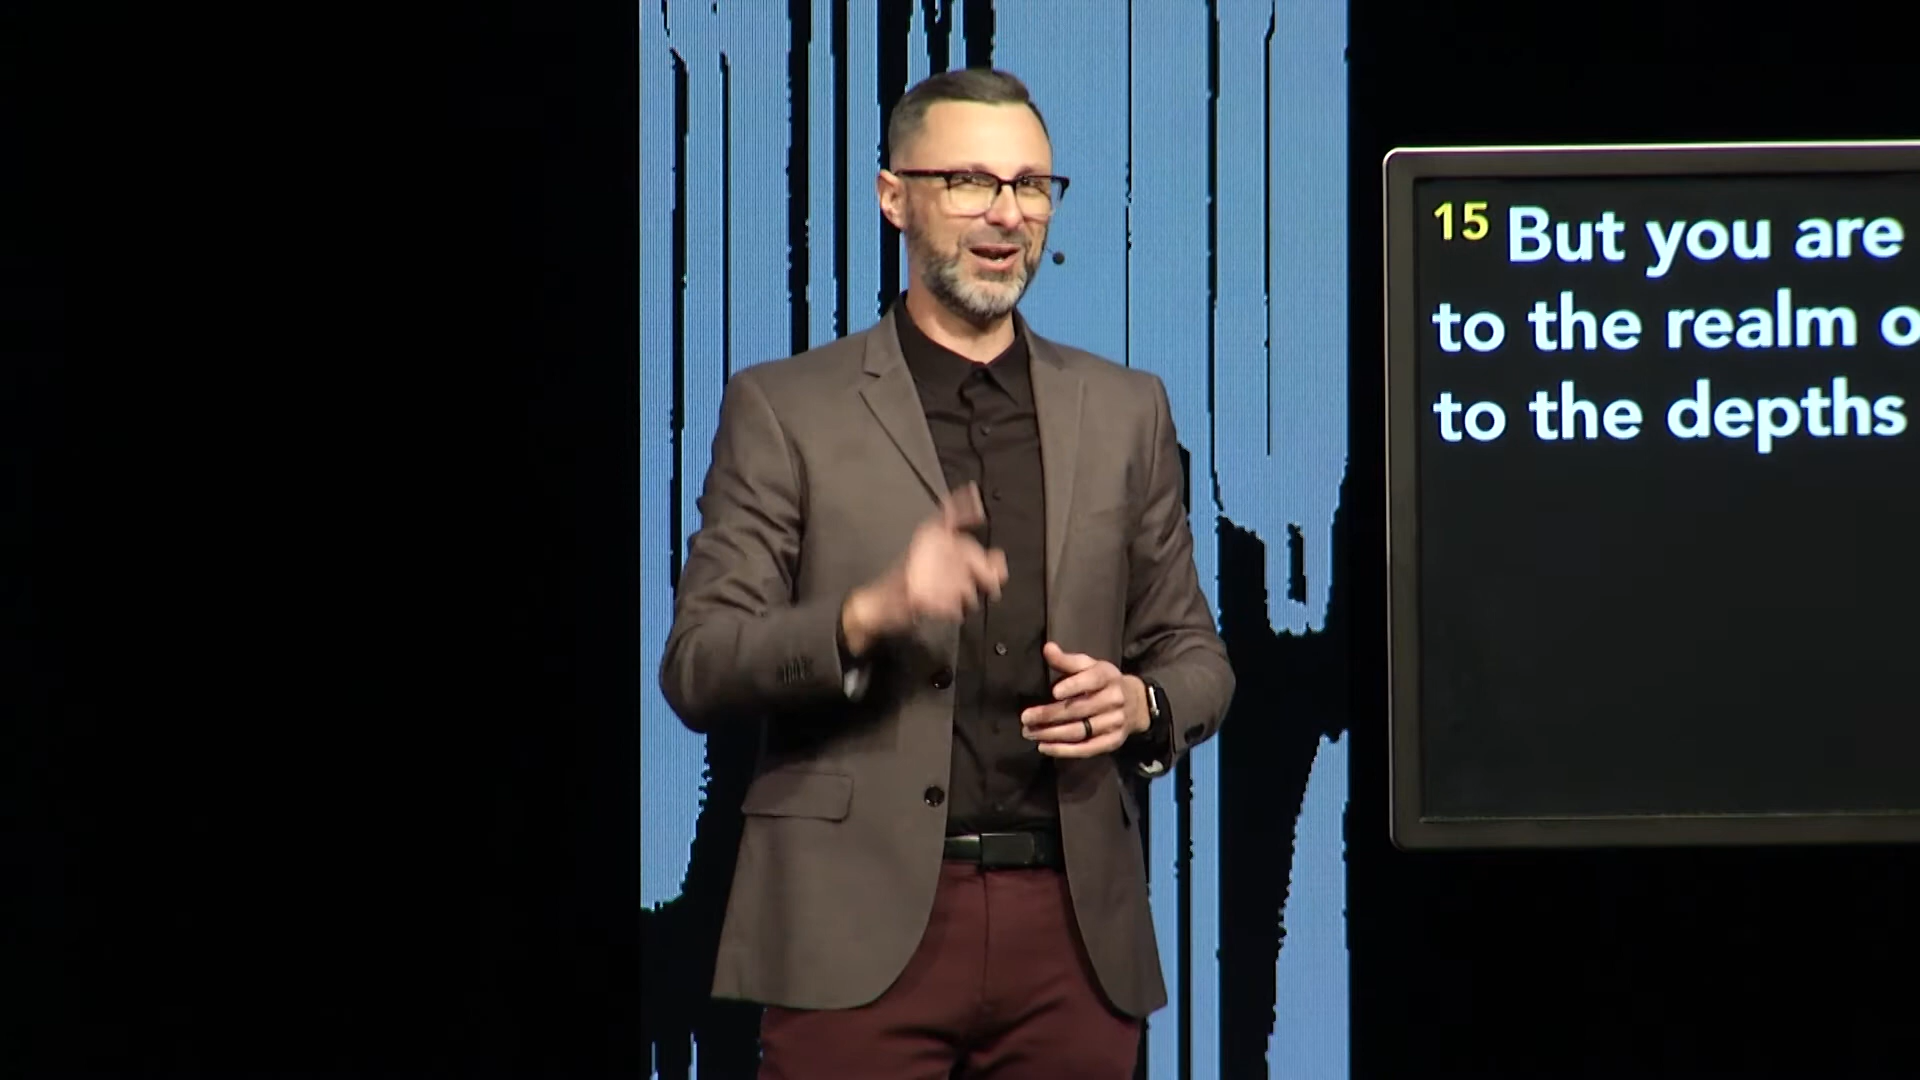 15 But you are
to the realm o
to the depths